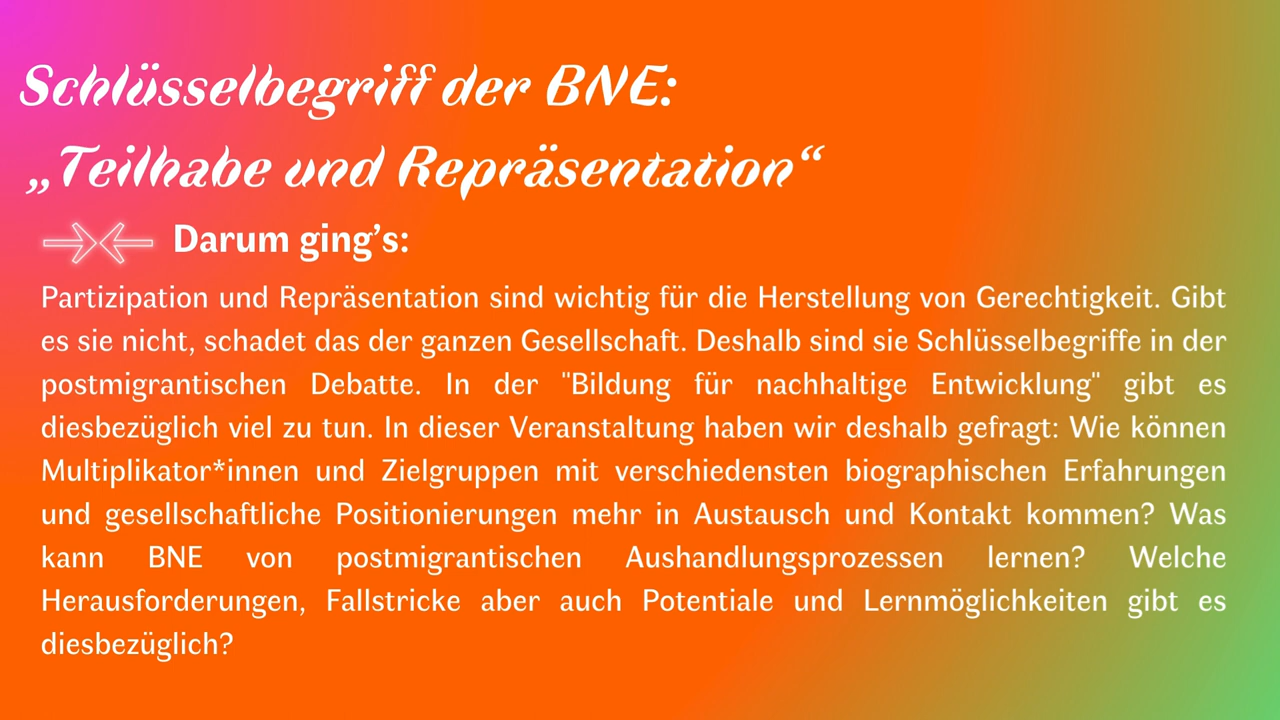 Schlüsselbegriff der BNE:
„Teilhabe und Repräsentation“
Darum ging’s:
Partizipation und Repräsentation sind wichtig für die Herstellung von Gerechtigkeit. Gibt
es sie nicht, schadet das der ganzen Gesellschaft. Deshalb sind sie Schlüsselbegriffe in der
postmigrantischen Debatte. In der "Bildung für nachhaltige Entwicklung" gibt es
diesbezüglich viel zu tun. In dieser Veranstaltung haben wir deshalb gefragt: Wie können
Multiplikator*innen und Zielgruppen mit verschiedensten biographischen Erfahrungen
und gesellschaftliche Positionierungen mehr in Austausch und Kontakt kommen? Was
kann BNE von postmigrantischen Aushandlungsprozessen lernen? Welche
Herausforderungen, Fallstricke aber auch Potentiale und Lernmöglichkeiten gibt es
diesbezüglich?